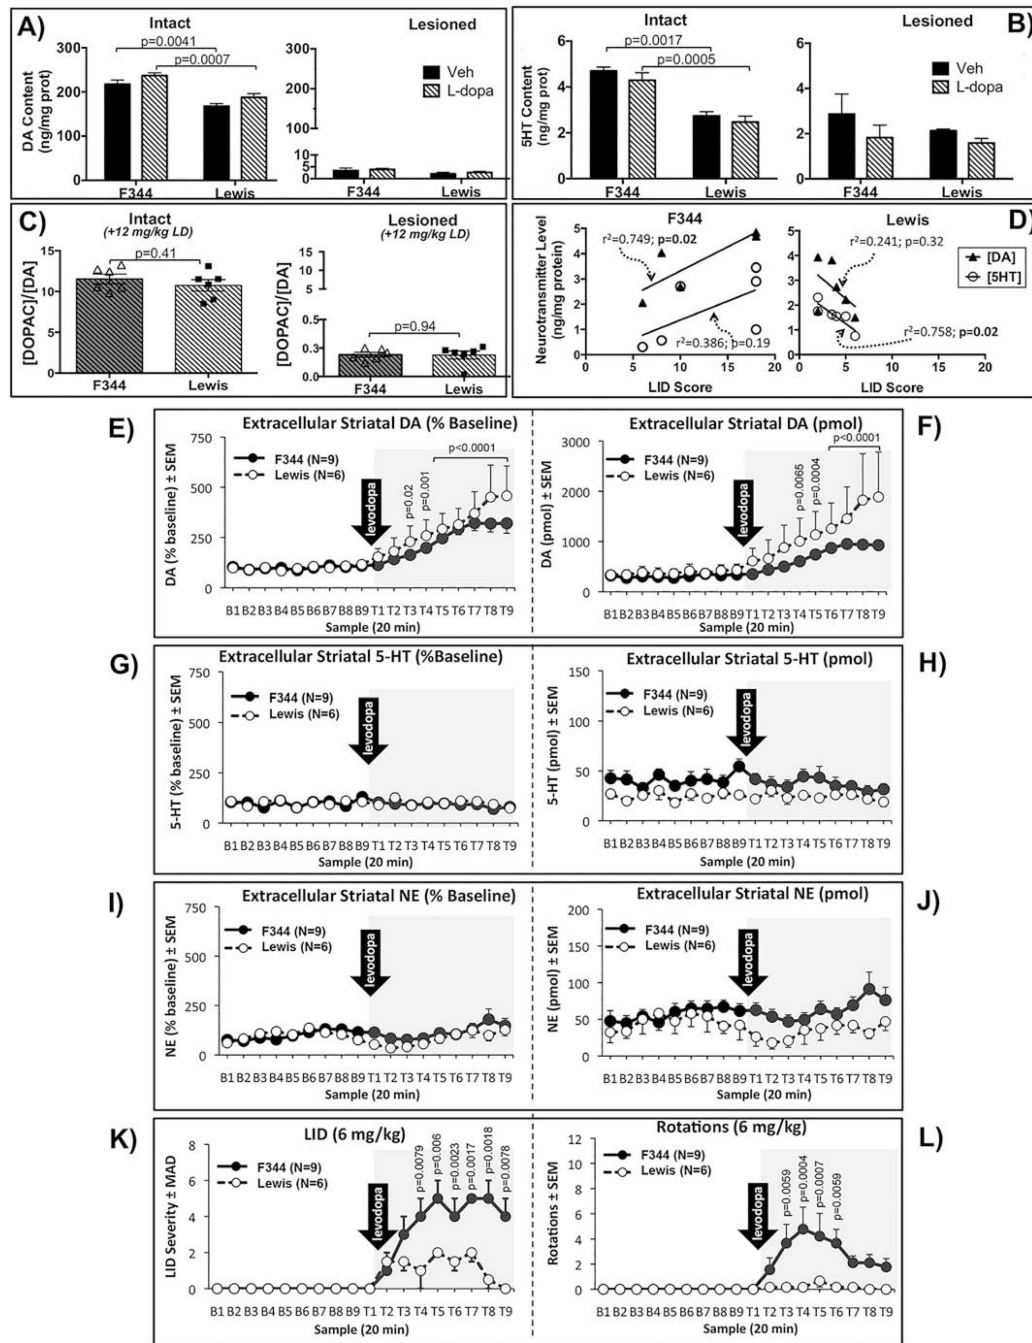 A)
Intact
p=0.0041
p=0.0007
DA Content
(ng/mg prot)
300
200
100
0
F344
Lewis
Lesioned
Veh
L-dopa
300
200
100
10
5
0
F344
Lewis
B)
Intact
p=0.0017
p=0.0005
5HT Content
(ng/mg prot)
6
4
2
0
F344
Lewis
Lesioned
Veh
L-dopa
6
4
2
0
F344
Lewis
C)
Intact
(+12 mg/kg LD)
p=0.41
[DOPAC]/[DA]
15
10
5
0
F344
Lewis
Lesioned
(+12 mg/kg LD)
[DOPAC]/[DA]
15
10
5
p=0.94
0.5
0.3
0.0
F344
Lewis
D)
F344
Neurotransmitter Level
(ng/mg protein)
r²=0.749; p=0.02
r²=0.386; p=0.19
5
4
3
2
1
0
0 5 10 15 20
LID Score
Lewis
r²=0.241; p=0.32
[DA]
[5HT]
r²=0.758; p=0.02
5
4
3
2
1
0
0 5 10 15 20
LID Score
E)
Extracellular Striatal DA (% Baseline)
DA (% baseline) ± SEM
750
500
250
0
F344 (N=9)
Lewis (N=6)
levodopa
p=0.02
p=0.001
p<0.0001
B1 B2 B3 B4 B5 B6 B7 B8 B9 T1 T2 T3 T4 T5 T6 T7 T8 T9
Sample (20 min)
F)
Extracellular Striatal DA (pmol)
DA (pmol) ± SEM
3000
2000
1000
0
F344 (N=9)
Lewis (N=6)
levodopa
p=0.0065
p=0.0004
p<0.0001
B1 B2 B3 B4 B5 B6 B7 B8 B9 T1 T2 T3 T4 T5 T6 T7 T8 T9
Sample (20 min)
G)
Extracellular Striatal 5-HT (%Baseline)
5-HT (% baseline) ± SEM
750
500
250
0
F344 (N=9)
Lewis (N=6)
levodopa
B1 B2 B3 B4 B5 B6 B7 B8 B9 T1 T2 T3 T4 T5 T6 T7 T8 T9
Sample (20 min)
H)
Extracellular Striatal 5-HT (pmol)
5-HT (pmol) ± SEM
150
100
50
0
F344 (N=9)
Lewis (N=6)
levodopa
B1 B2 B3 B4 B5 B6 B7 B8 B9 T1 T2 T3 T4 T5 T6 T7 T8 T9
Sample (20 min)
I)
Extracellular Striatal NE (% Baseline)
NE (% baseline) ± SEM
750
500
250
0
F344 (N=9)
Lewis (N=6)
levodopa
B1 B2 B3 B4 B5 B6 B7 B8 B9 T1 T2 T3 T4 T5 T6 T7 T8 T9
Sample (20 min)
J)
Extracellular Striatal NE (pmol)
NE (pmol) ± SEM
200
150
100
50
0
F344 (N=9)
Lewis (N=6)
levodopa
B1 B2 B3 B4 B5 B6 B7 B8 B9 T1 T2 T3 T4 T5 T6 T7 T8 T9
Sample (20 min)
K)
LID (6 mg/kg)
LID Severity ± MAD
8
6
4
2
0
F344 (N=9)
Lewis (N=6)
levodopa
p=0.0079
p=0.006
p=0.0023
p=0.0017
p=0.0018
p=0.0078
B1 B2 B3 B4 B5 B6 B7 B8 B9 T1 T2 T3 T4 T5 T6 T7 T8 T9
Sample (20 min)
L)
Rotations (6 mg/kg)
Rotations ± SEM
12
10
8
6
4
2
0
F344 (N=9)
Lewis (N=6)
levodopa
p=0.0059
p=0.0004
p=0.0007
p=0.0059
B1 B2 B3 B4 B5 B6 B7 B8 B9 T1 T2 T3 T4 T5 T6 T7 T8 T9
Sample (20 min)